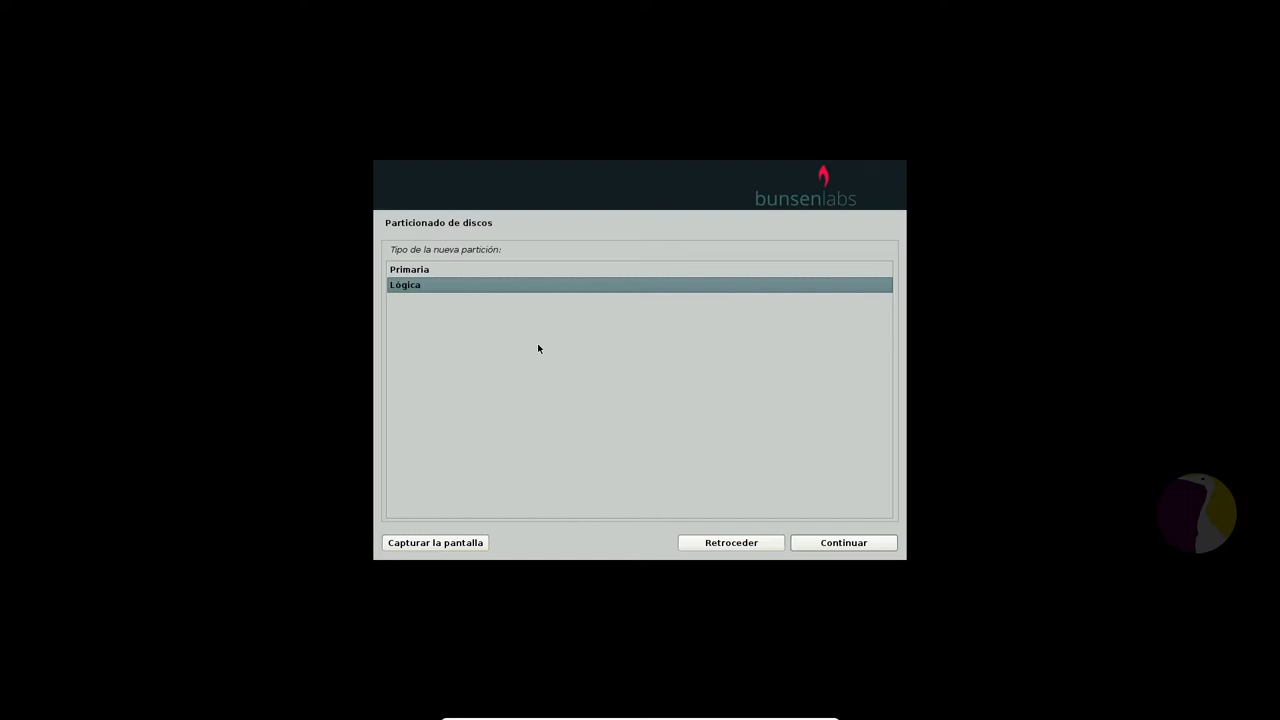 bunsenlabs
Particionado de discos
Tipo de la nueva partición:
Primaria
Lógica
Capturar la pantalla
Retroceder
Continuar